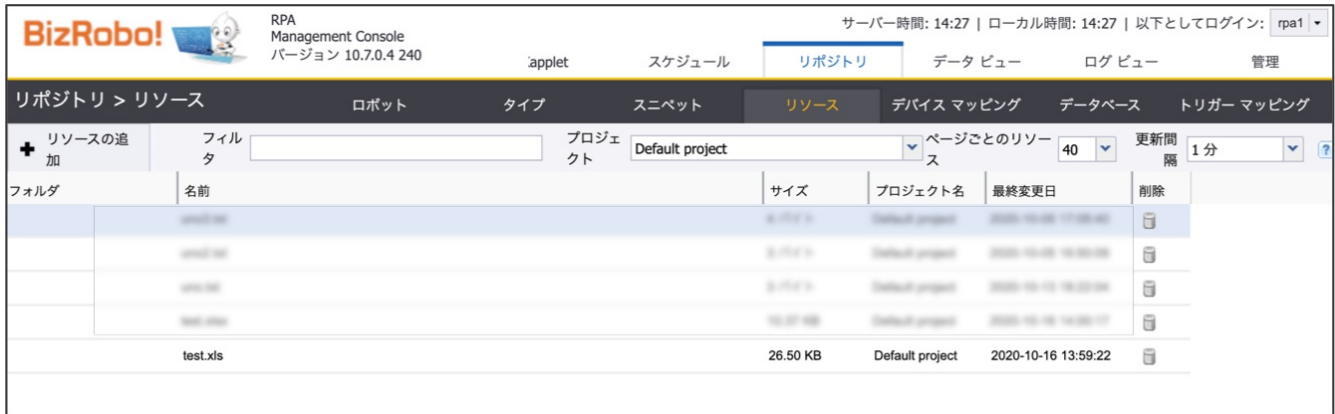 BizRobo!
RPA
Management Console
バージョン 10.7.0.4 240
サーバー時間: 14:27 | ローカル時間: 14:27 | 以下としてログイン: rpa1
applet スケジュール リポジトリ データ ビュー ログ ビュー 管理
リポジトリ > リソース ロボット タイプ スニペット リソース デバイス マッピング データベース トリガー マッピング
リソースの追
加
フィル
タ
プロジェ
クト
Default project
ページごとのリソー
ス
40
更新間
隔
1 分
?
フォルダ 名前 サイズ プロジェクト名 最終変更日 削除
test.xls 26.50 KB Default project 2020-10-16 13:59:22